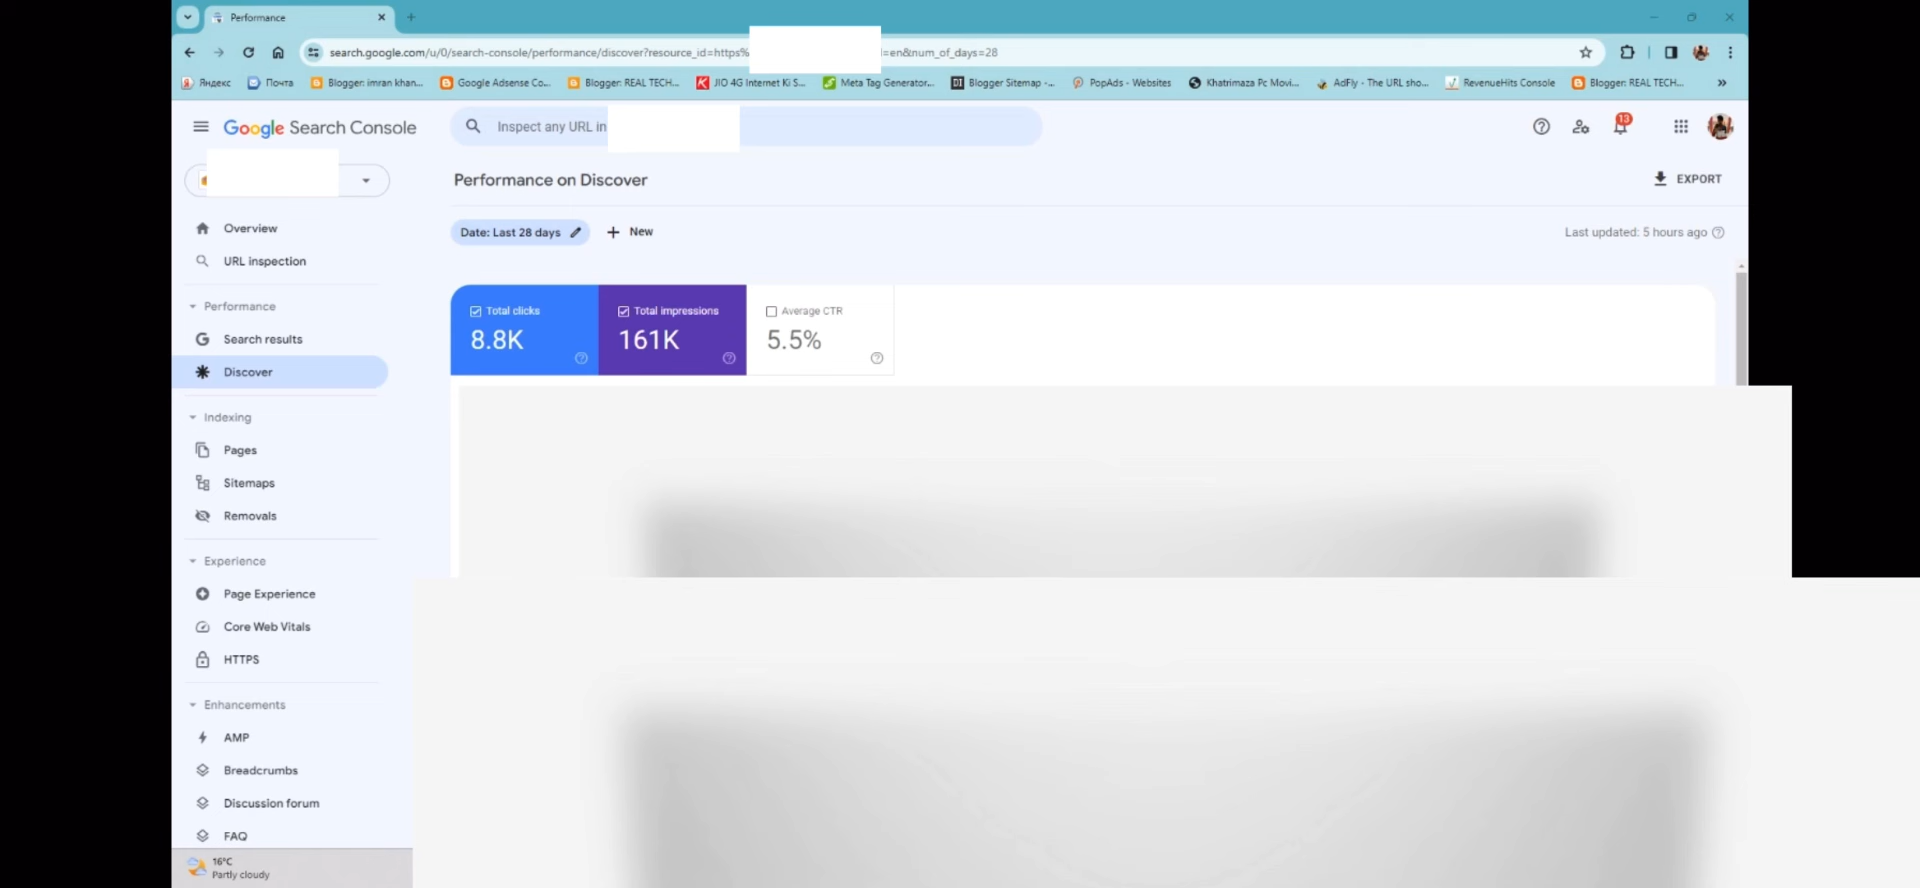 Performance
search.google.com/u/0/search-console/performance/discover?resource_id=https%
=en&num_of_days=28
Яндекс
Почта
Blogger: imran khan...
Google Adsense Co...
Blogger: REAL TECH...
JIO 4G Internet Ki S...
Meta Tag Generator...
Blogger Sitemap -...
PopAds - Websites
Khatrimaza Pc Movi...
AdFly - The URL sho...
RevenueHits Console
Blogger: REAL TECH...
»
Google Search Console
Inspect any URL in
13
Performance on Discover
EXPORT
Date: Last 28 days
New
Last updated: 5 hours ago
Overview
URL inspection
Performance
Search results
Discover
Indexing
Pages
Sitemaps
Removals
Experience
Page Experience
Core Web Vitals
HTTPS
Enhancements
AMP
Breadcrumbs
Discussion forum
FAQ
Total clicks
8.8K
Total impressions
161K
Average CTR
5.5%
16°C
Partly cloudy